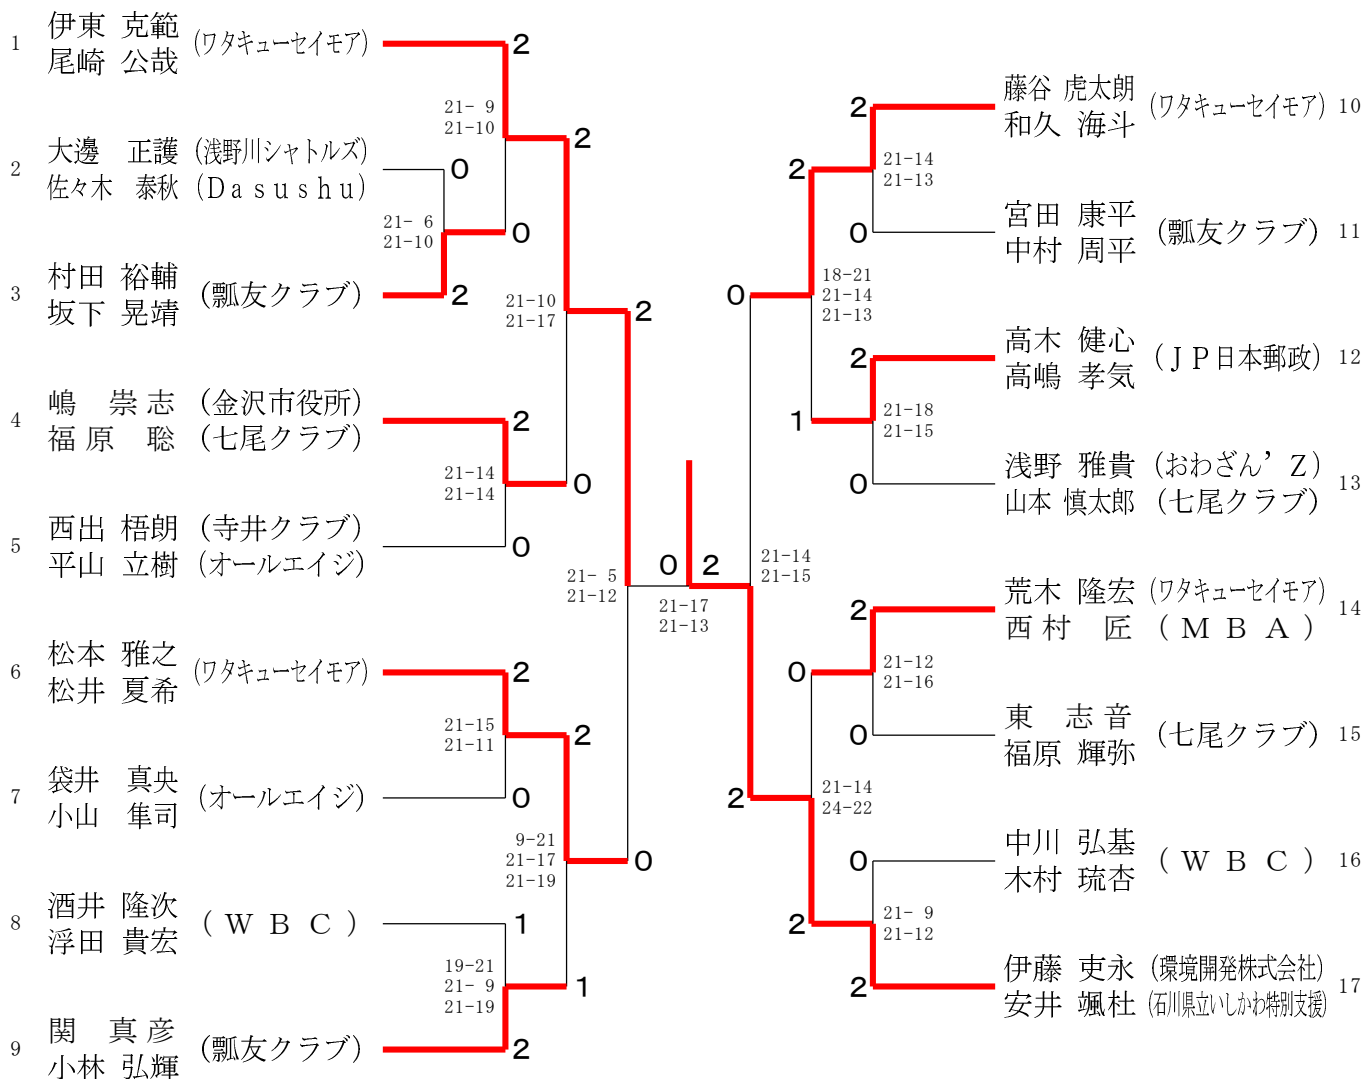 1 伊東 克範 (ワタキューセイモア)
尾崎 公哉
2
21- 9
21-10
2
2 大邊 正護 (浅野川シャトルズ)
佐々木 泰秋 (Dasushu)
0
21- 6
21-10
0
3 村田 裕輔 (瓢友クラブ)
坂下 晃靖
2
21-10
21-17
2
4 嶋 崇志 (金沢市役所)
福原 聡 (七尾クラブ)
2
21-14
21-14
0
5 西出 梧朗 (寺井クラブ)
平山 立樹 (オールエイジ)
0
21- 5
21-12
6 松本 雅之 (ワタキューセイモア)
松井 夏希
2
21-15
21-11
2
7 袋井 真央 (オールエイジ)
小山 隼司
0
9-21
21-17
21-19
0
8 酒井 隆次 (WBC)
浮田 貴宏
1
19-21
21- 9
21-19
1
9 関 真彦 (瓢友クラブ)
小林 弘輝
2
0 2
21-17
21-13
藤谷 虎太朗 (ワタキューセイモア) 10
和久 海斗
2
21-14
21-13
2
宮田 康平 (瓢友クラブ) 11
中村 周平
0
18-21
21-14
21-13
0
高木 健心 (JP日本郵政) 12
高嶋 孝気
2
21-18
21-15
1
浅野 雅貴 (おわざん’Z) 13
山本 慎太郎 (七尾クラブ)
0
21-14
21-15
荒木 隆宏 (ワタキューセイモア) 14
西村 匠 (MBA)
2
21-12
21-16
0
東 志音 (七尾クラブ) 15
福原 輝弥
0
21-14
24-22
2
中川 弘基 (WBC) 16
木村 琉杏
0
21- 9
21-12
2
伊藤 吏永 (環境開発株式会社) 17
安井 颯杜 (石川県立いしかわ特別支援)
2